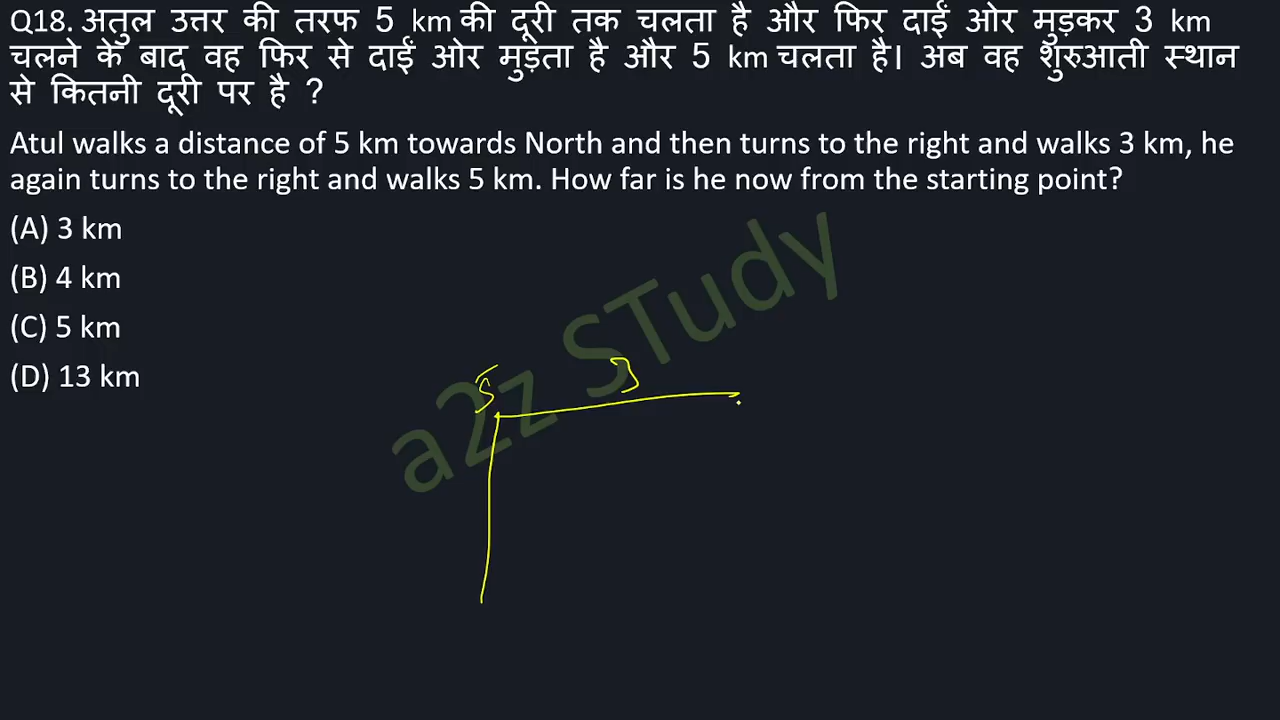 Q18. अतुल उत्तर की तरफ 5 km की दूरी तक चलता है और फिर दाईं ओर मुड़कर 3 km
चलने के बाद वह फिर से दाईं ओर मुड़ता है और 5 km चलता है। अब वह शुरुआती स्थान
से कितनी दूरी पर है ?
Atul walks a distance of 5 km towards North and then turns to the right and walks 3 km, he
again turns to the right and walks 5 km. How far is he now from the starting point?
(A) 3 km
(B) 4 km
(C) 5 km
(D) 13 km
a2z STudy
5 3